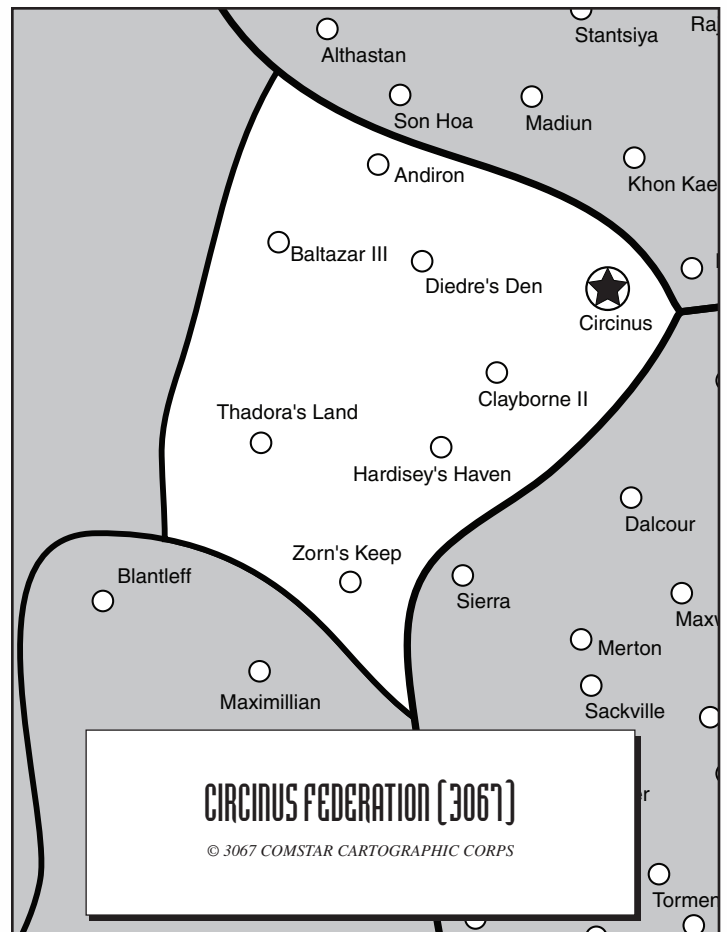 Stantsiya
Althastan
Son Hoa
Madiun
Andiron
Khon Kae
Baltazar III
Diedre's Den
Circinus
Clayborne II
Thadora's Land
Hardisey's Haven
Dalcour
Zorn's Keep
Blantleff
Sierra
Merton
Maximillian
Sackville
CIRCINUS FEDERATION (3067)
© 3067 COMSTAR CARTOGRAPHIC CORPS